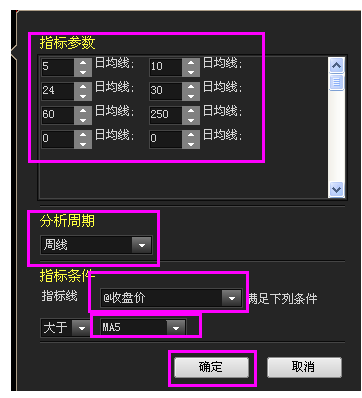 指标参数
5 日均线; 10 日均线;
24 日均线; 30 日均线;
60 日均线; 250 日均线;
0 日均线; 0 日均线;
分析周期
周线
指标条件
指标线 @收盘价 满足下列条件
大于 MA5
确定 取消